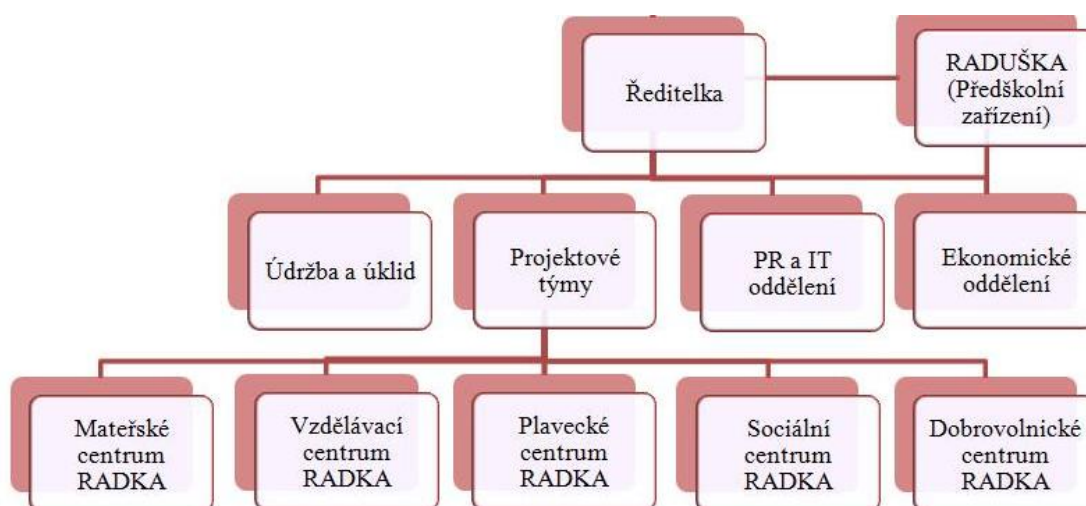 Ředitelka
RADUŠKA
(Předškolní
zařízení)
Údržba a úklid
Projektové
týmy
PR a IT
oddělení
Ekonomické
oddělení
Mateřské
centrum
RADKA
Vzdělávací
centrum
RADKA
Plavecké
centrum
RADKA
Sociální
centrum
RADKA
Dobrovolnické
centrum
RADKA